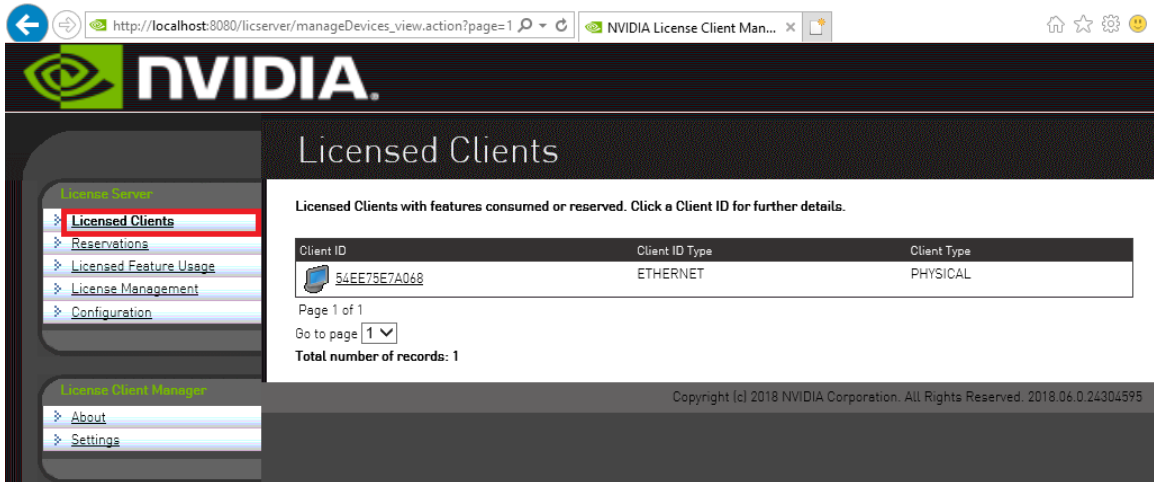 http://localhost:8080/licserver/manageDevices_view.action?page=1
NVIDIA License Client Man...
NVIDIA.
Licensed Clients
License Server
Licensed Clients
Reservations
Licensed Feature Usage
License Management
Configuration
License Client Manager
About
Settings
Licensed Clients with features consumed or reserved. Click a Client ID for further details.
Client ID Client ID Type Client Type
54EE75E7A068 ETHERNET PHYSICAL
Page 1 of 1
Go to page 1
Total number of records: 1
Copyright (c) 2018 NVIDIA Corporation. All Rights Reserved. 2018.06.0.24304595